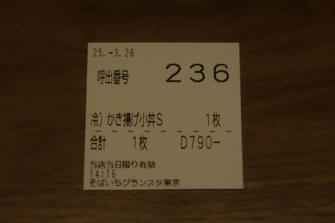 25.-3.26
呼出番号 236
冷) かき揚げ小丼S 1枚
合計 1枚 D790-
当店当日限り有効
14:16
そばいちグランスタ東京